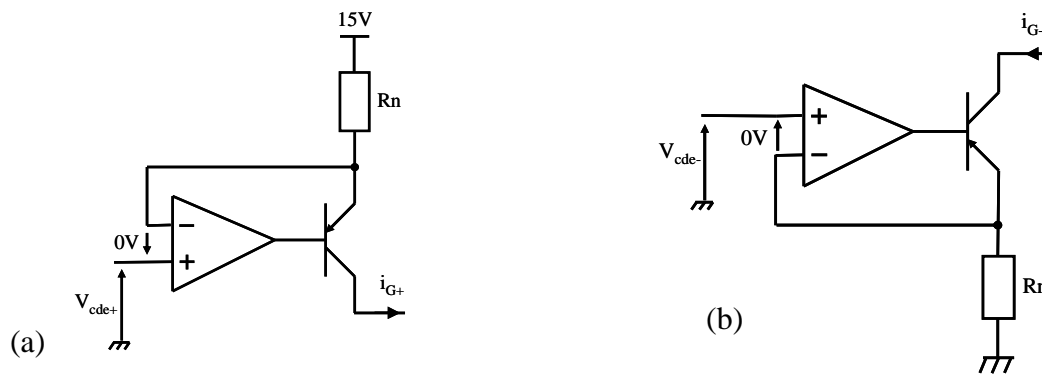 15V
Rn
−
0V
+
V_cde+
i_G+
(a)
i_G-
+
0V
−
V_cde-
Rn
(b)